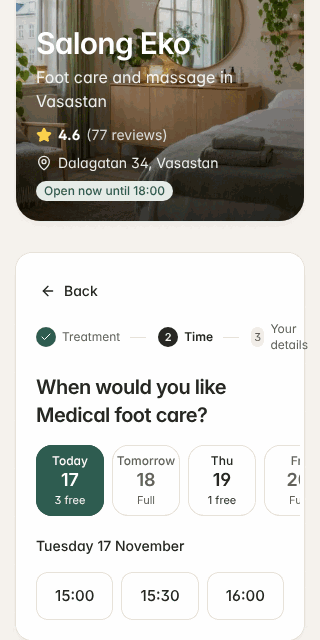 Salong Eko
Foot care and massage in
Vasastan
4.6 (77 reviews)
Dalagatan 34, Vasastan
Open now until 18:00
Back
Treatment
2 Time
3 Your
details
When would you like
Medical foot care?
Today
17
3 free
Tomorrow
18
Full
Thu
19
1 free
Tuesday 17 November
15:00 15:30 16:00